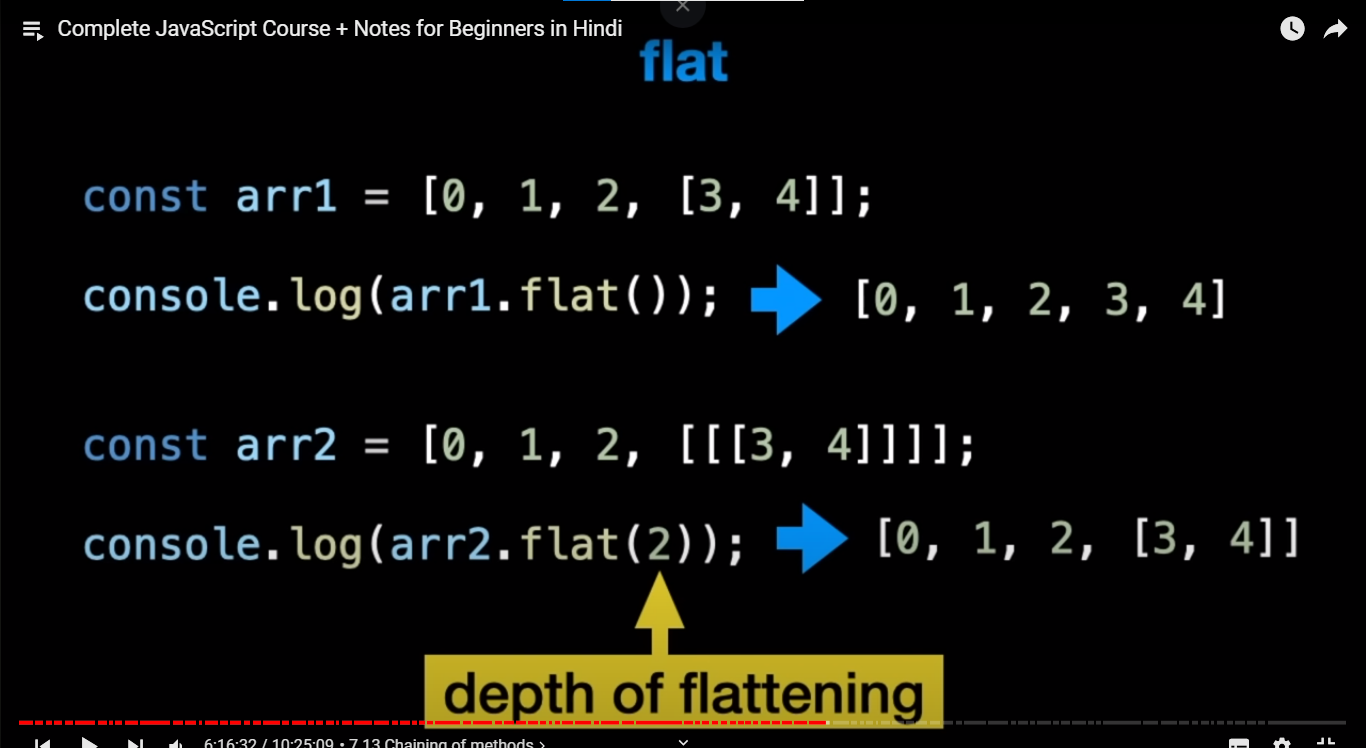 Complete JavaScript Course + Notes for Beginners in Hindi
flat
const arr1 = [0, 1, 2, [3, 4]];
console.log(arr1.flat()); [0, 1, 2, 3, 4]
const arr2 = [0, 1, 2, [[[3, 4]]]];
console.log(arr2.flat(2)); [0, 1, 2, [3, 4]]
depth of flattening
6:16:32 / 10:25:09 • 7.13 Chaining of methods ›